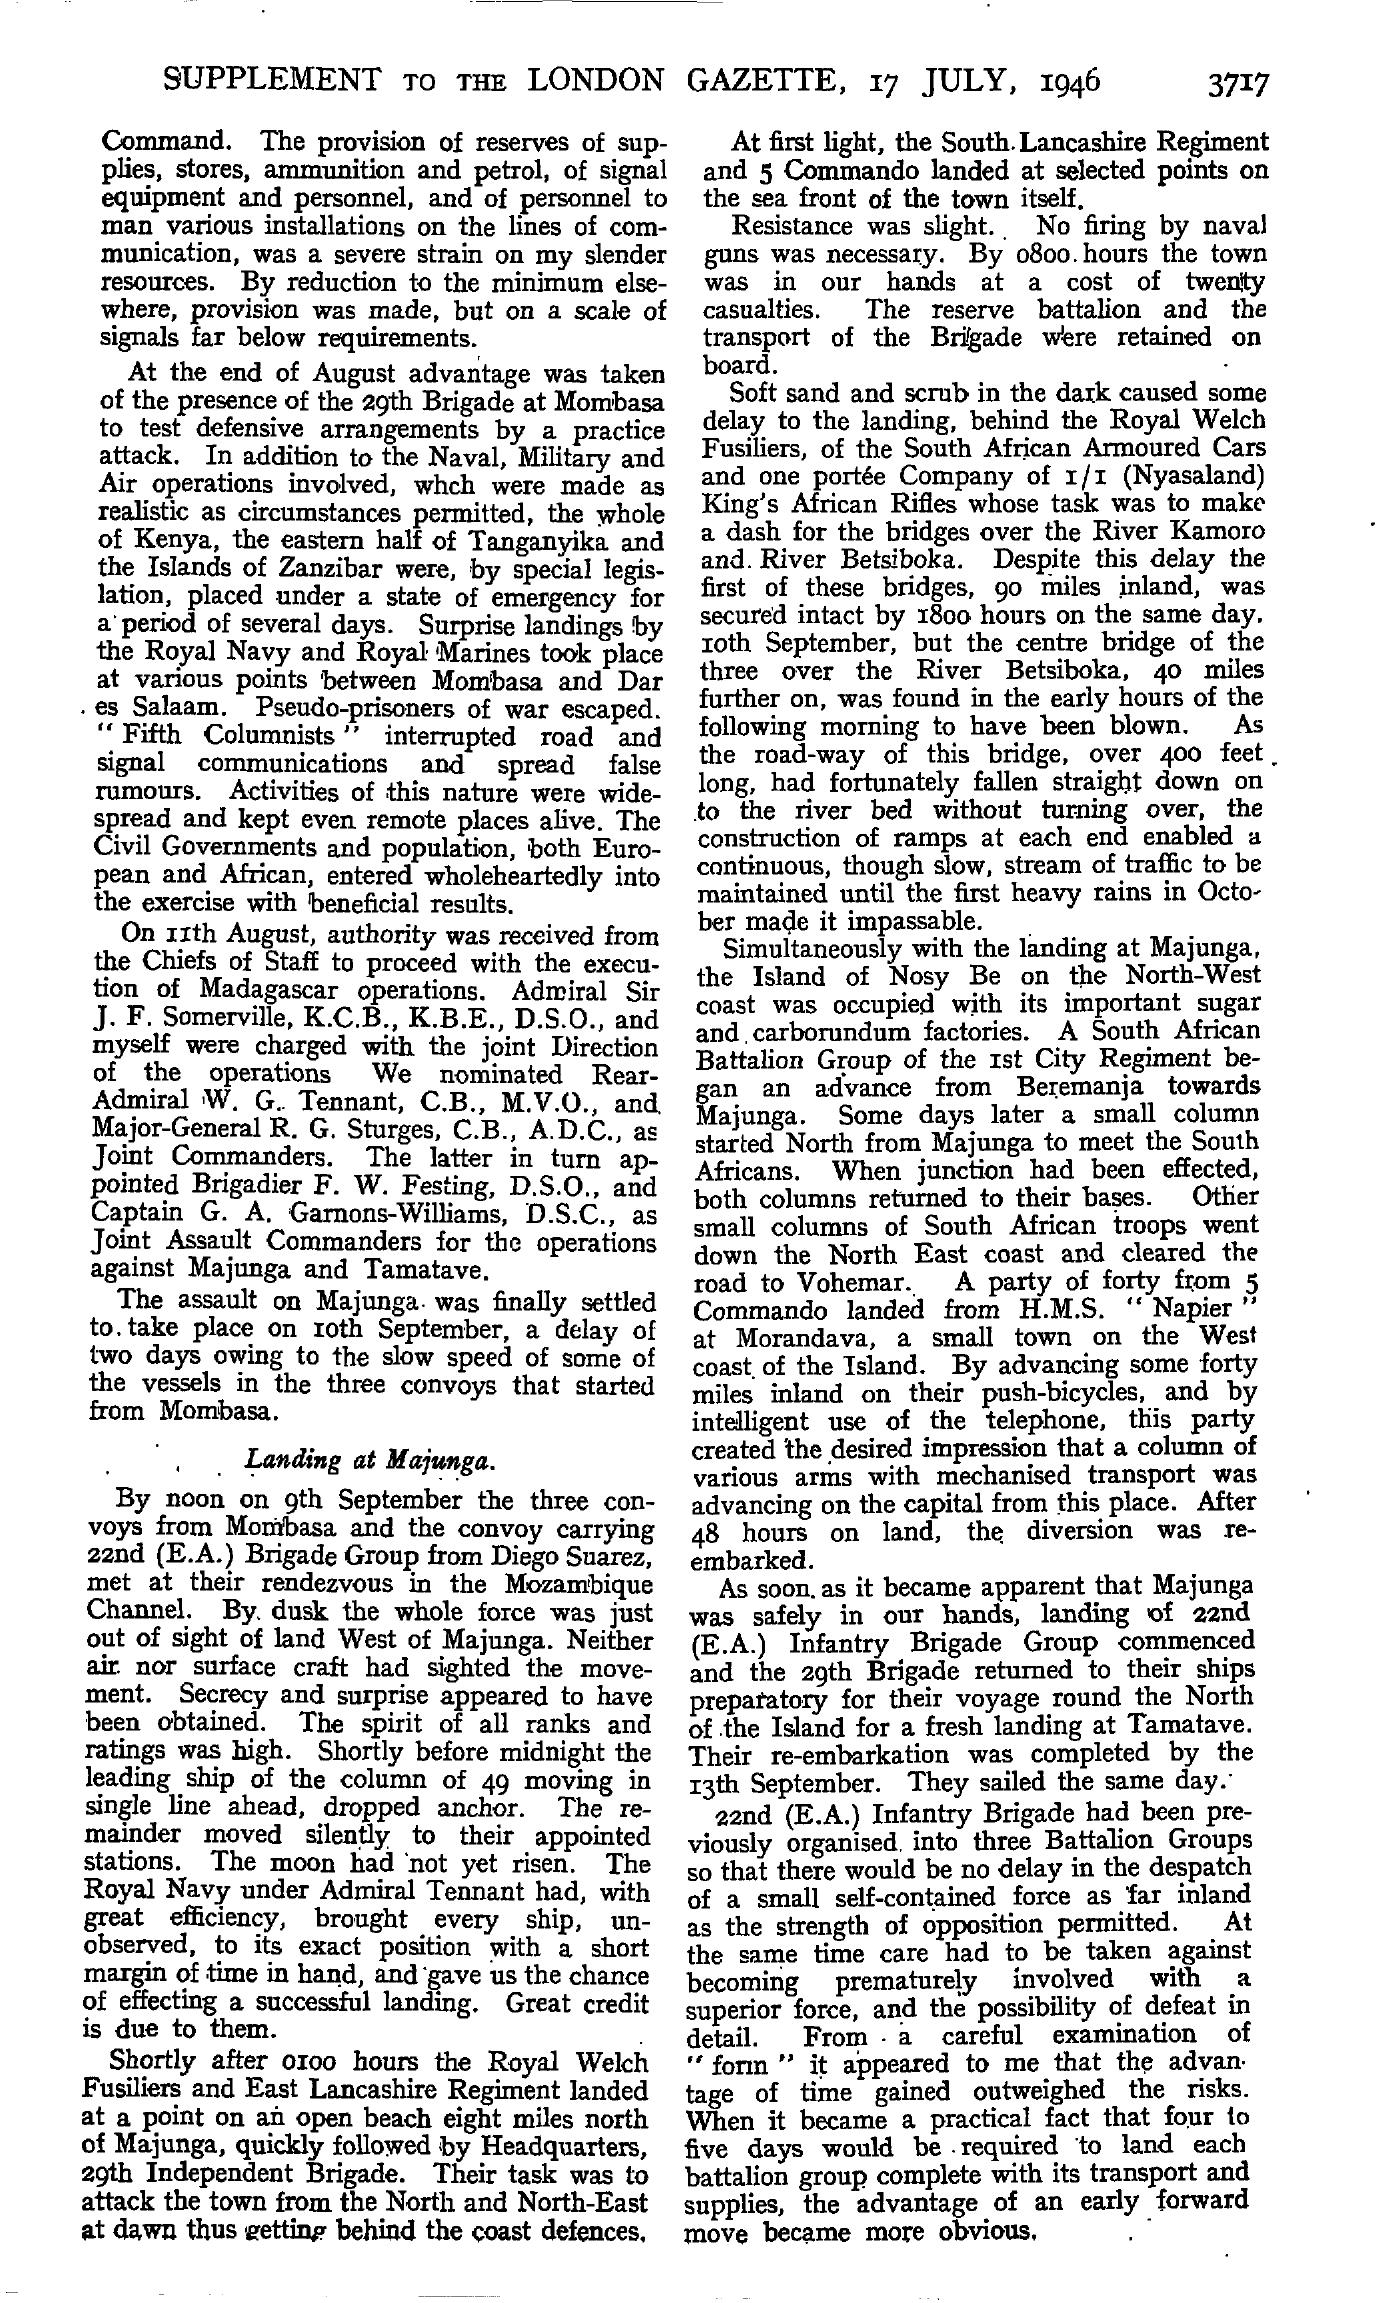 SUPPLEMENT TO THE LONDON GAZETTE, 17 JULY, 1946 3717
Command. The provision of reserves of sup-
plies, stores, ammunition and petrol, of signal
equipment and personnel, and of personnel to
man various installations on the lines of com-
munication, was a severe strain on my slender
resources. By reduction to the minimum else-
where, provision was made, but on a scale of
signals far below requirements.
At the end of August advantage was taken
of the presence of the 29th Brigade at Mombasa
to test defensive arrangements by a practice
attack. In addition to the Naval, Military and
Air operations involved, whch were made as
realistic as circumstances permitted, the whole
of Kenya, the eastern half of Tanganyika and
the Islands of Zanzibar were, by special legis-
lation, placed under a state of emergency for
a period of several days. Surprise landings by
the Royal Navy and Royal Marines took place
at various points between Mombasa and Dar
es Salaam. Pseudo-prisoners of war escaped.
" Fifth Columnists " interrupted road and
signal communications and spread false
rumours. Activities of this nature were wide-
spread and kept even remote places alive. The
Civil Governments and population, both Euro-
pean and African, entered wholeheartedly into
the exercise with beneficial results.
On 11th August, authority was received from
the Chiefs of Staff to proceed with the execu-
tion of Madagascar operations. Admiral Sir
J. F. Somerville, K.C.B., K.B.E., D.S.O., and
myself were charged with the joint Direction
of the operations We nominated Rear-
Admiral W. G. Tennant, C.B., M.V.O., and
Major-General R. G. Sturges, C.B., A.D.C., as
Joint Commanders. The latter in turn ap-
pointed Brigadier F. W. Festing, D.S.O., and
Captain G. A. Garnons-Williams, D.S.C., as
Joint Assault Commanders for the operations
against Majunga and Tamatave.
The assault on Majunga was finally settled
to take place on 10th September, a delay of
two days owing to the slow speed of some of
the vessels in the three convoys that started
from Mombasa.
Landing at Majunga.
By noon on 9th September the three con-
voys from Mombasa and the convoy carrying
22nd (E.A.) Brigade Group from Diego Suarez,
met at their rendezvous in the Mozambique
Channel. By dusk the whole force was just
out of sight of land West of Majunga. Neither
air nor surface craft had sighted the move-
ment. Secrecy and surprise appeared to have
been obtained. The spirit of all ranks and
ratings was high. Shortly before midnight the
leading ship of the column of 49 moving in
single line ahead, dropped anchor. The re-
mainder moved silently to their appointed
stations. The moon had not yet risen. The
Royal Navy under Admiral Tennant had, with
great efficiency, brought every ship, un-
observed, to its exact position with a short
margin of time in hand, and gave us the chance
of effecting a successful landing. Great credit
is due to them.
Shortly after 0100 hours the Royal Welch
Fusiliers and East Lancashire Regiment landed
at a point on an open beach eight miles north
of Majunga, quickly followed by Headquarters,
29th Independent Brigade. Their task was to
attack the town from the North and North-East
at dawn thus getting behind the coast defences.
At first light, the South Lancashire Regiment
and 5 Commando landed at selected points on
the sea front of the town itself.
Resistance was slight. No firing by naval
guns was necessary. By 0800 hours the town
was in our hands at a cost of twenty
casualties. The reserve battalion and the
transport of the Brigade were retained on
board.
Soft sand and scrub in the dark caused some
delay to the landing, behind the Royal Welch
Fusiliers, of the South African Armoured Cars
and one portée Company of 1/1 (Nyasaland)
King's African Rifles whose task was to make
a dash for the bridges over the River Kamoro
and River Betsiboka. Despite this delay the
first of these bridges, 90 miles inland, was
secured intact by 1800 hours on the same day,
10th September, but the centre bridge of the
three over the River Betsiboka, 40 miles
further on, was found in the early hours of the
following morning to have been blown. As
the road-way of this bridge, over 400 feet
long, had fortunately fallen straight down on
to the river bed without turning over, the
construction of ramps at each end enabled a
continuous, though slow, stream of traffic to be
maintained until the first heavy rains in Octo-
ber made it impassable.
Simultaneously with the landing at Majunga,
the Island of Nosy Be on the North-West
coast was occupied with its important sugar
and carborundum factories. A South African
Battalion Group of the 1st City Regiment be-
gan an advance from Beremanja towards
Majunga. Some days later a small column
started North from Majunga to meet the South
Africans. When junction had been effected,
both columns returned to their bases. Other
small columns of South African troops went
down the North East coast and cleared the
road to Vohemar. A party of forty from 5
Commando landed from H.M.S. " Napier "
at Morandava, a small town on the West
coast of the Island. By advancing some forty
miles inland on their push-bicycles, and by
intelligent use of the telephone, this party
created the desired impression that a column of
various arms with mechanised transport was
advancing on the capital from this place. After
48 hours on land, the diversion was re-
embarked.
As soon as it became apparent that Majunga
was safely in our hands, landing of 22nd
(E.A.) Infantry Brigade Group commenced
and the 29th Brigade returned to their ships
preparatory for their voyage round the North
of the Island for a fresh landing at Tamatave.
Their re-embarkation was completed by the
13th September. They sailed the same day.
22nd (E.A.) Infantry Brigade had been pre-
viously organised into three Battalion Groups
so that there would be no delay in the despatch
of a small self-contained force as far inland
as the strength of opposition permitted. At
the same time care had to be taken against
becoming prematurely involved with a
superior force, and the possibility of defeat in
detail. From a careful examination of
" form " it appeared to me that the advan-
tage of time gained outweighed the risks.
When it became a practical fact that four to
five days would be required to land each
battalion group complete with its transport and
supplies, the advantage of an early forward
move became more obvious.